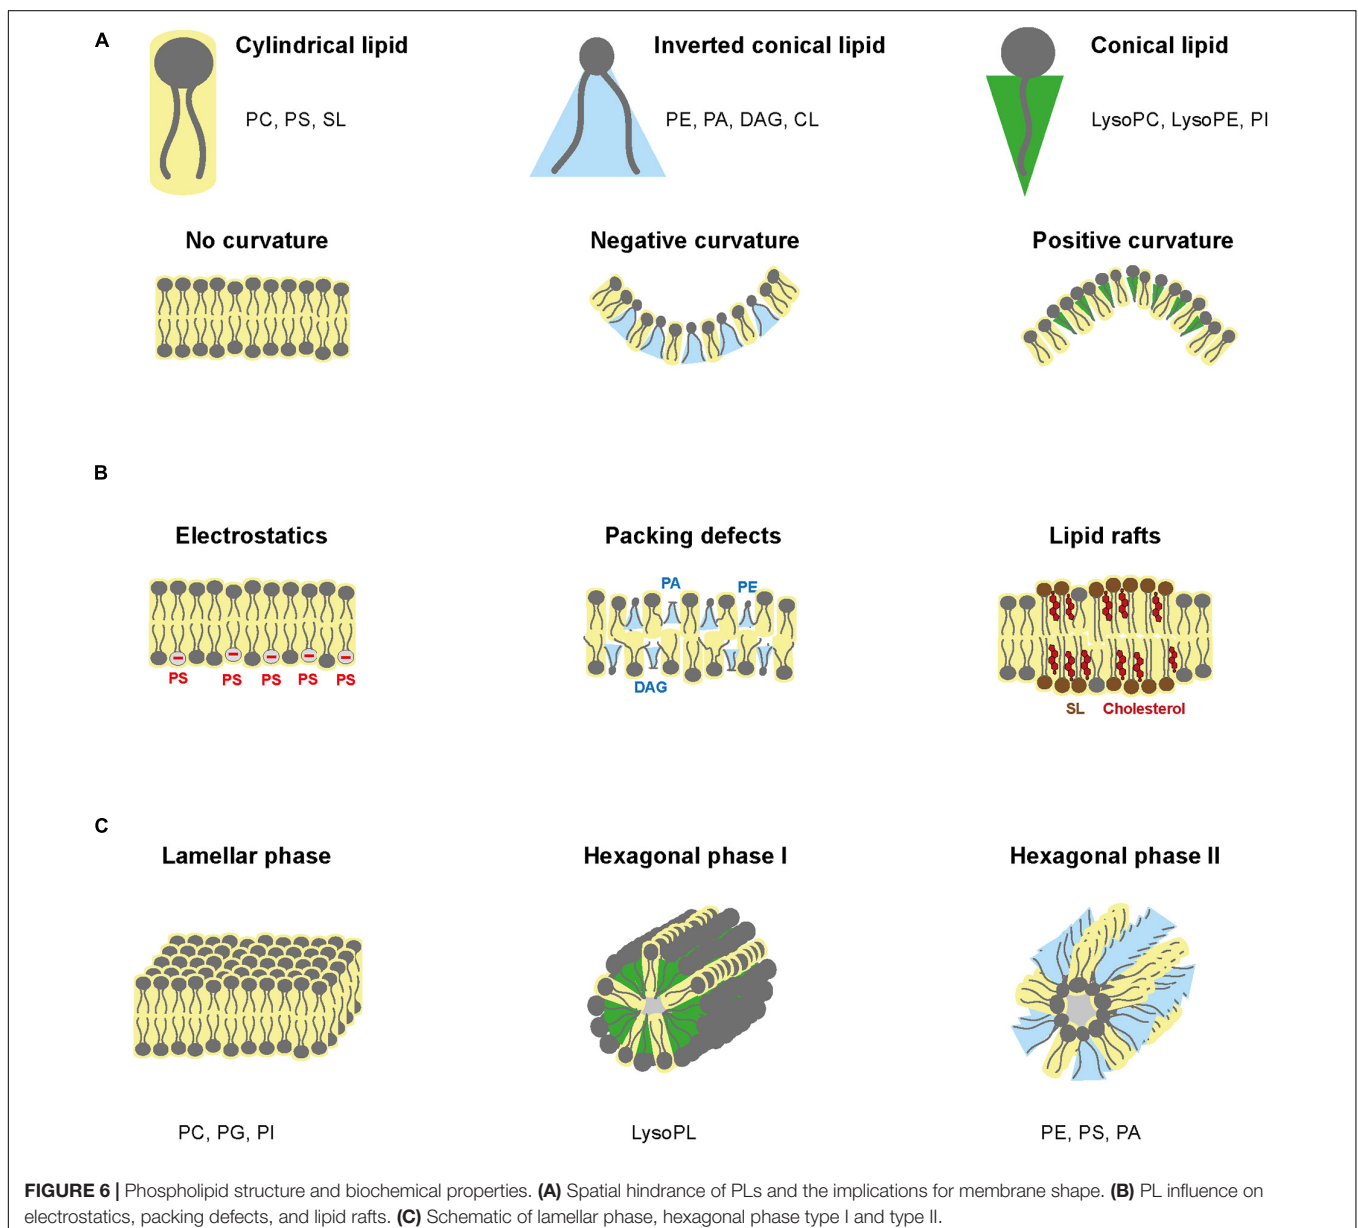 A
Cylindrical lipid
Inverted conical lipid
Conical lipid
PC, PS, SL
PE, PA, DAG, CL
LysoPC, LysoPE, PI
No curvature
Negative curvature
Positive curvature
B
Electrostatics
Packing defects
Lipid rafts
PA
PE
PS
PS
PS
PS
PS
DAG
SL
Cholesterol
C
Lamellar phase
Hexagonal phase I
Hexagonal phase II
PC, PG, PI
LysoPL
PE, PS, PA
FIGURE 6 | Phospholipid structure and biochemical properties. (A) Spatial hindrance of PLs and the implications for membrane shape. (B) PL influence on
electrostatics, packing defects, and lipid rafts. (C) Schematic of lamellar phase, hexagonal phase type I and type II.